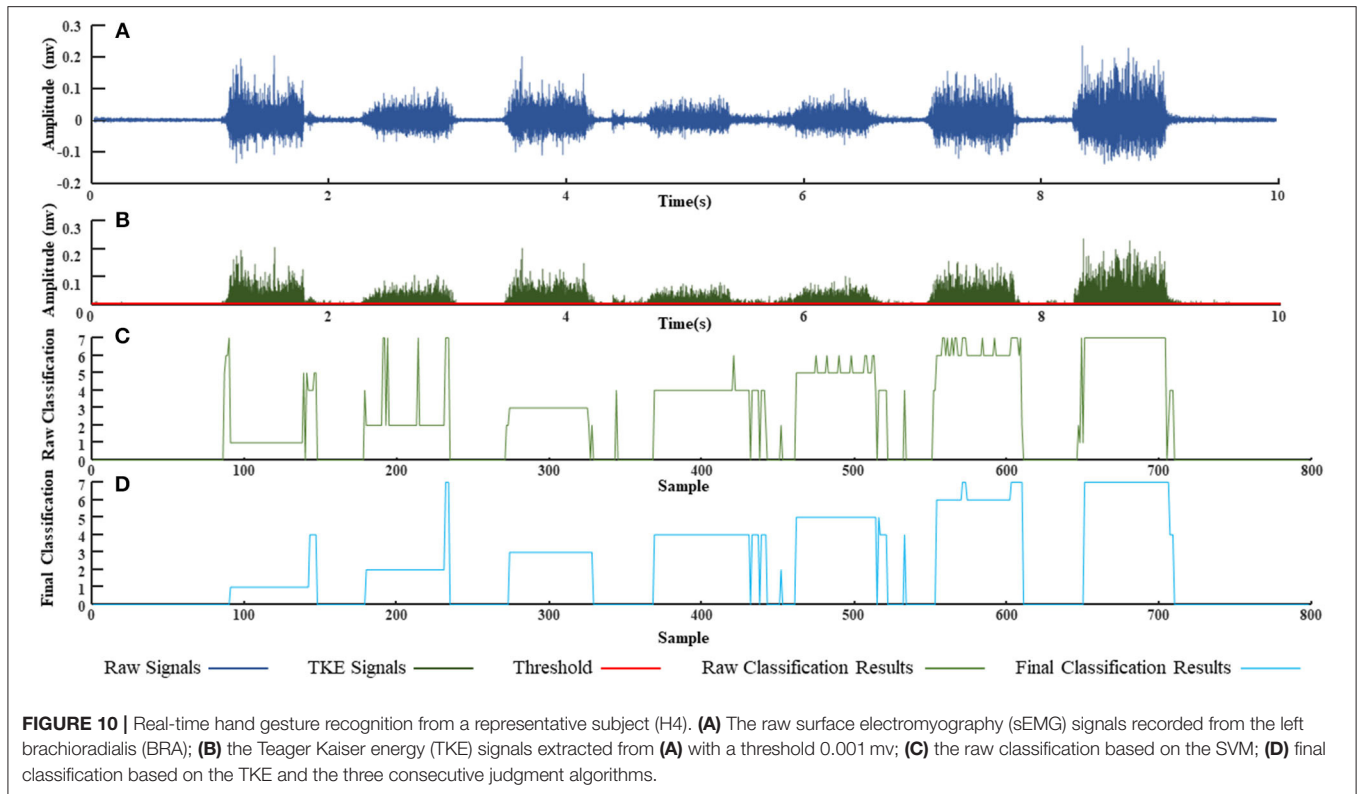 A
Amplitude (mv)
0.3
0.2
0.1
0
-0.1
-0.2
0 2 4 6 8 10
Time(s)
B
Amplitude (mv)
0.3
0.2
0.1
0
0 2 4 6 8 10
Time(s)
C
Raw Classification
7
6
5
4
3
2
1
0
0 100 200 300 400 500 600 700 800
Sample
D
Final Classification
7
6
5
4
3
2
1
0
0 100 200 300 400 500 600 700 800
Sample
Raw Signals TKE Signals Threshold Raw Classification Results Final Classification Results
FIGURE 10 | Real-time hand gesture recognition from a representative subject (H4). (A) The raw surface electromyography (sEMG) signals recorded from the left
brachioradialis (BRA); (B) the Teager Kaiser energy (TKE) signals extracted from (A) with a threshold 0.001 mv; (C) the raw classification based on the SVM; (D) final
classification based on the TKE and the three consecutive judgment algorithms.